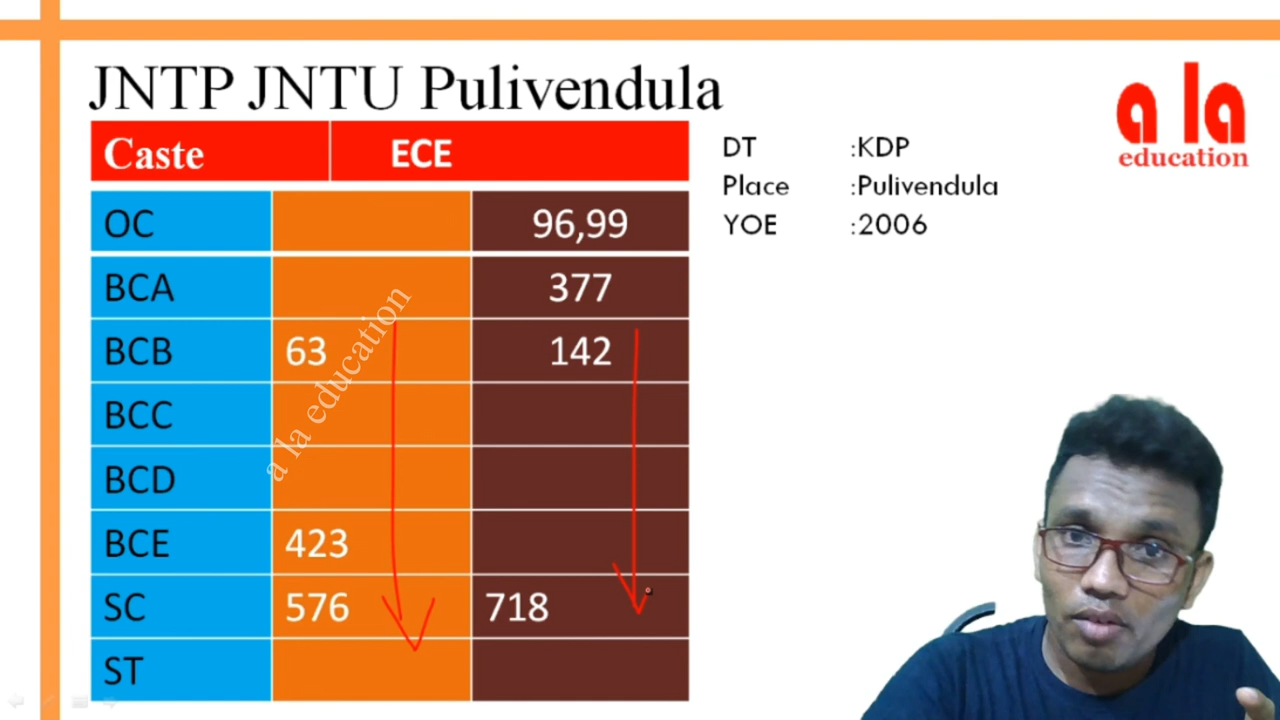 JNTP JNTU Pulivendula
a la
education
Caste ECE
OC 96,99
BCA 377
BCB 63 142
BCC
BCD
BCE 423
SC 576 718
ST
DT :KDP
Place :Pulivendula
YOE :2006
a la education